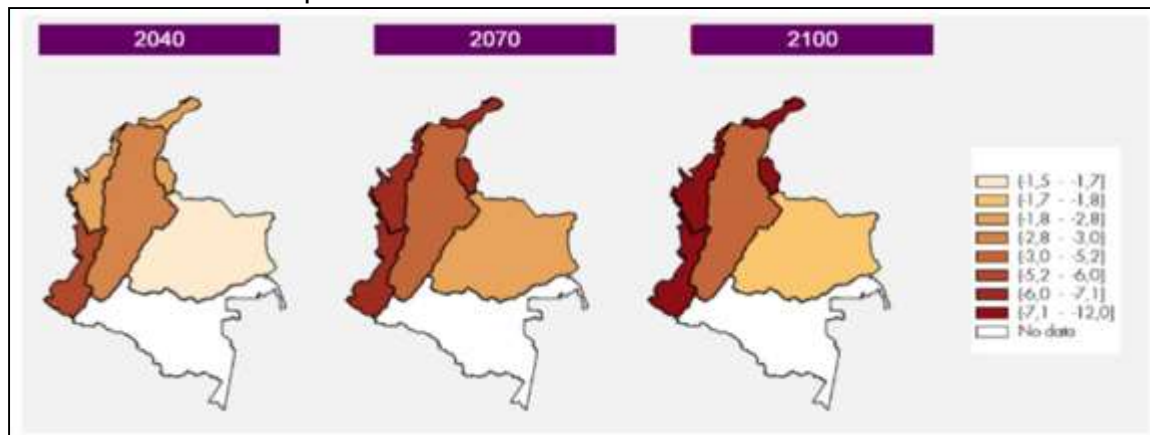 2040
2070
2100
(-1,5 - -1,7]
(-1,7 - -1,8]
(-1,8 - -2,8]
(-2,8 - -3,0]
(-3,0 - -5,2]
(-5,2 - -6,0]
(-6,0 - -7,1]
(-7,1 - -12,0]
No data